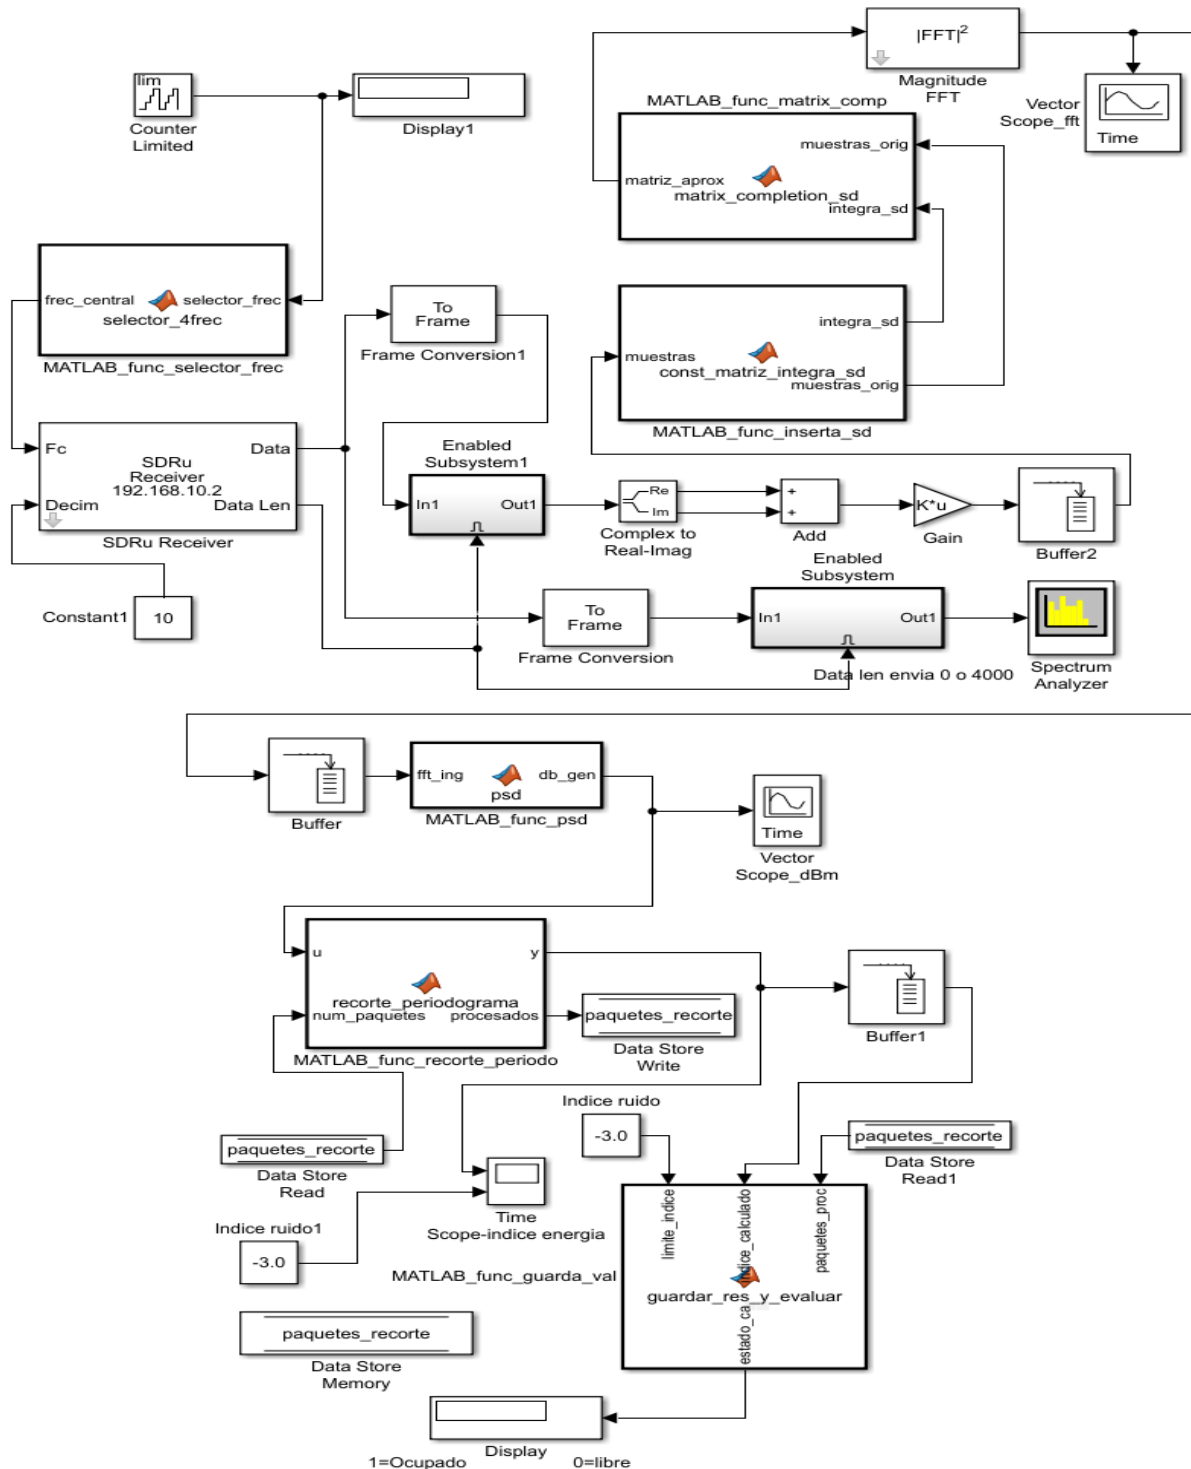 |FFT|²
Magnitude
FFT
Vector
Scope_fft
Time
lim
Counter
Limited
Display1
MATLAB_func_matrix_comp
muestras_orig
matriz_aprox
matrix_completion_sd
integra_sd
frec_central
selector_frec
selector_4frec
MATLAB_func_selector_frec
To
Frame
Frame Conversion1
integra_sd
muestras
const_matriz_integra_sd
muestras_orig
MATLAB_func_inserta_sd
Fc
Data
SDRu
Receiver
192.168.10.2
Decim
Data Len
SDRu Receiver
Constant1
10
Enabled
Subsystem1
In1
Out1
Re
Im
Complex to
Real-Imag
+
+
Add
K*u
Gain
Buffer2
To
Frame
Frame Conversion
Enabled
Subsystem
In1
Out1
Data len envia 0 o 4000
Spectrum
Analyzer
Buffer
fft_ing
db_gen
psd
MATLAB_func_psd
Time
Vector
Scope_dBm
u
y
recorte_periodograma
num_paquetes
procesados
MATLAB_func_recorte_periodo
paquetes_recorte
Data Store
Write
Buffer1
paquetes_recorte
Data Store
Read
Indice ruido
-3.0
paquetes_recorte
Data Store
Read1
Time
Scope-indice energia
Indice ruido1
-3.0
MATLAB_func_guarda_val
limite_indice
indice_calculado
paquetes_proc
guardar_res_y_evaluar
estado_ca
paquetes_recorte
Data Store
Memory
Display
1=Ocupado
0=libre